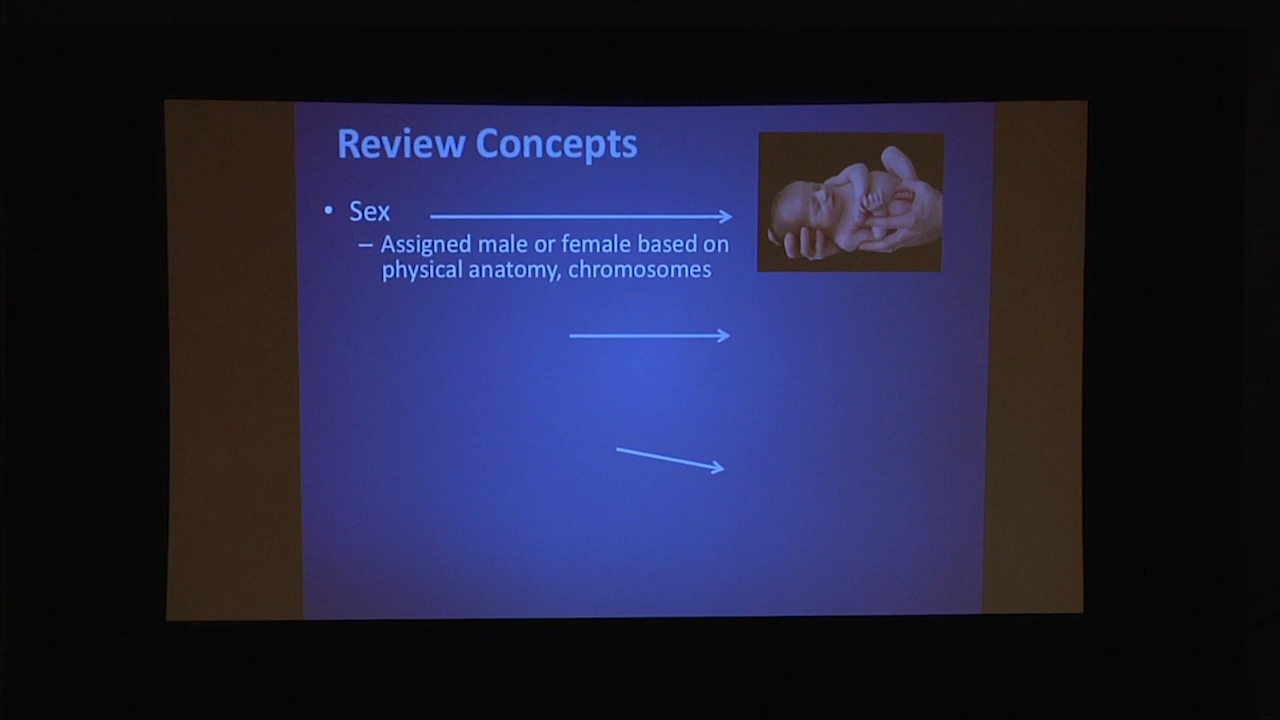 Review Concepts
• Sex
– Assigned male or female based on
physical anatomy, chromosomes